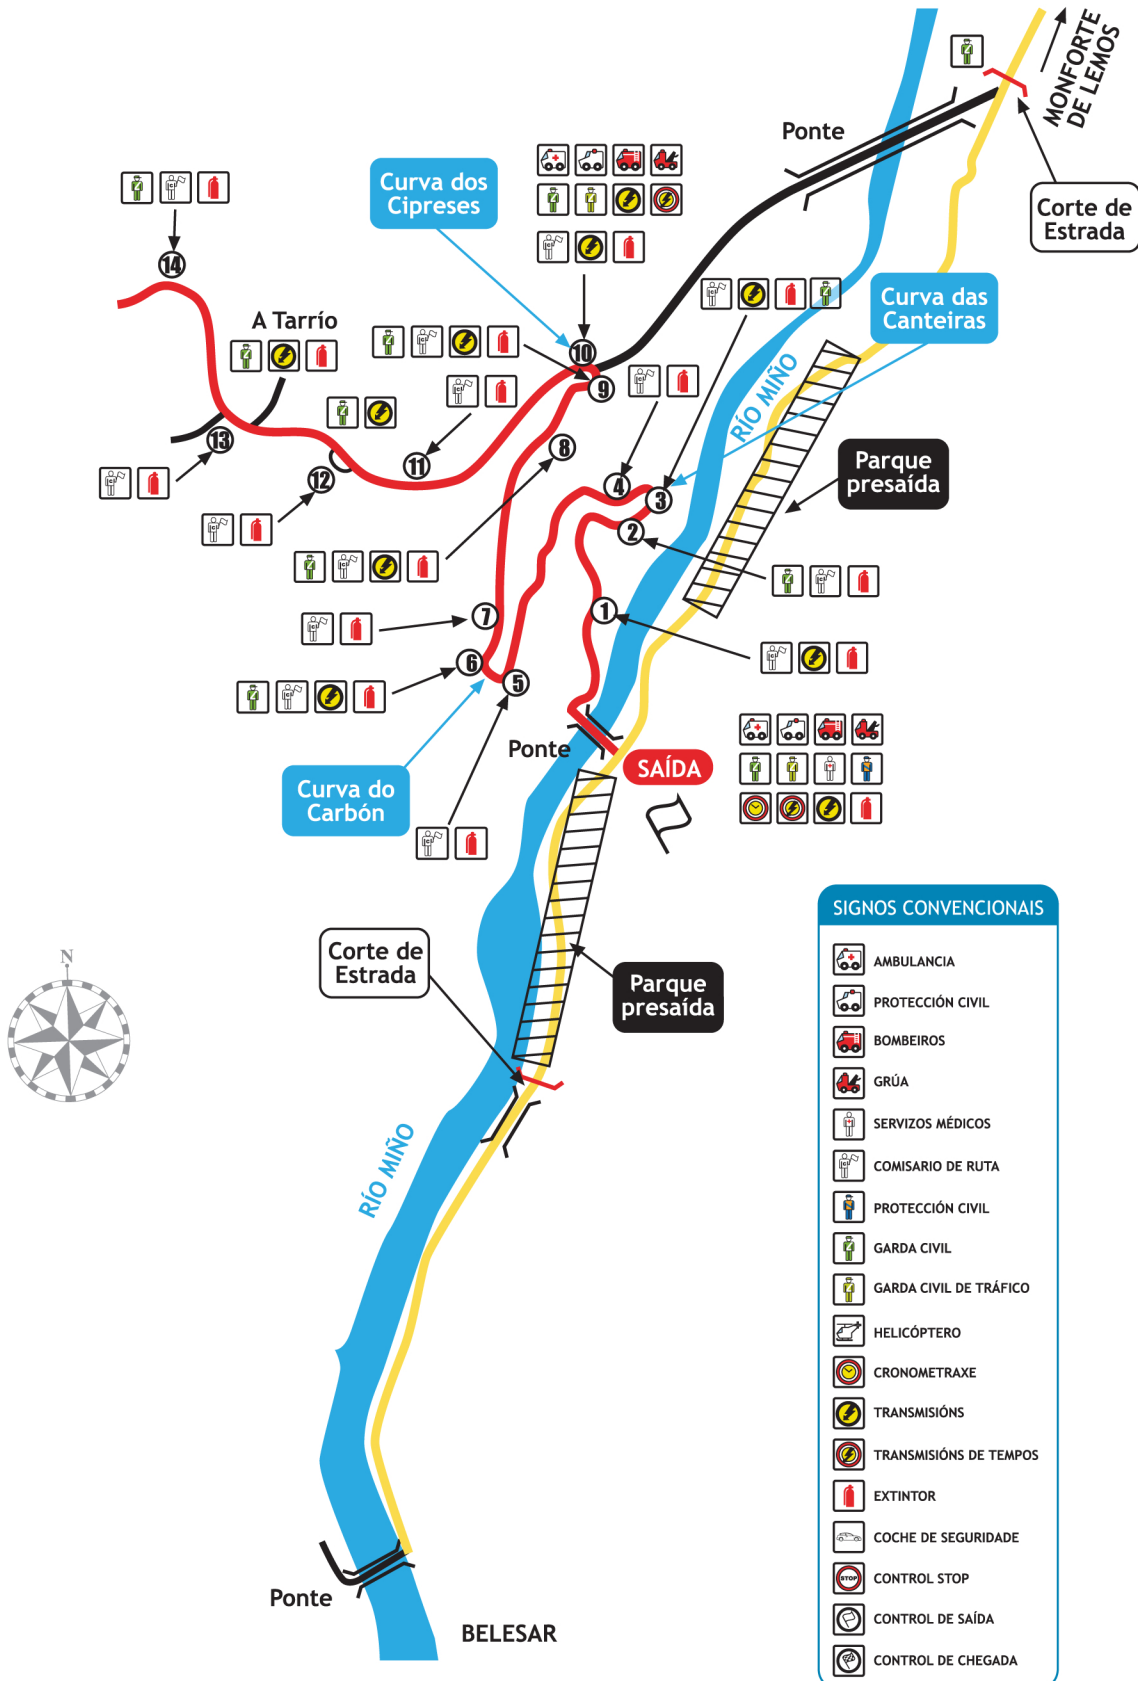 MONFORTE
DE LEMOS
Ponte
Corte de
Estrada
Curva dos
Cipreses
Curva das
Canteiras
14
A Tarrío
10
9
RÍO MIÑO
13
12
11
8
4
3
2
Parque
presaída
7
1
6
5
Ponte
SAÍDA
Curva do
Carbón
Corte de
Estrada
Parque
presaída
N
RÍO MIÑO
Ponte
BELESAR
SIGNOS CONVENCIONAIS
AMBULANCIA
PROTECCIÓN CIVIL
BOMBEIROS
GRÚA
SERVIZOS MÉDICOS
COMISARIO DE RUTA
PROTECCIÓN CIVIL
GARDA CIVIL
GARDA CIVIL DE TRÁFICO
HELICÓPTERO
CRONOMETRAXE
TRANSMISIÓNS
TRANSMISIÓNS DE TEMPOS
EXTINTOR
COCHE DE SEGURIDADE
STOP
CONTROL STOP
CONTROL DE SAÍDA
CONTROL DE CHEGADA